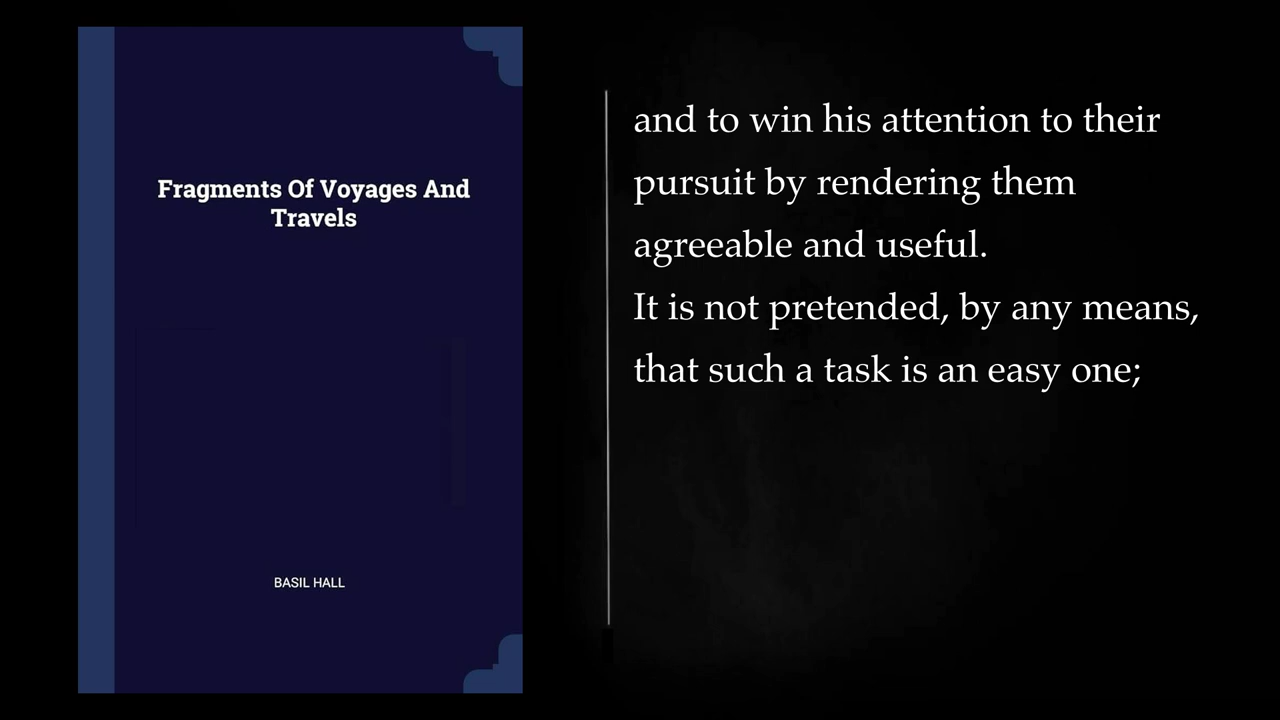 Fragments Of Voyages And
Travels
BASIL HALL
and to win his attention to their
pursuit by rendering them
agreeable and useful.
It is not pretended, by any means,
that such a task is an easy one;